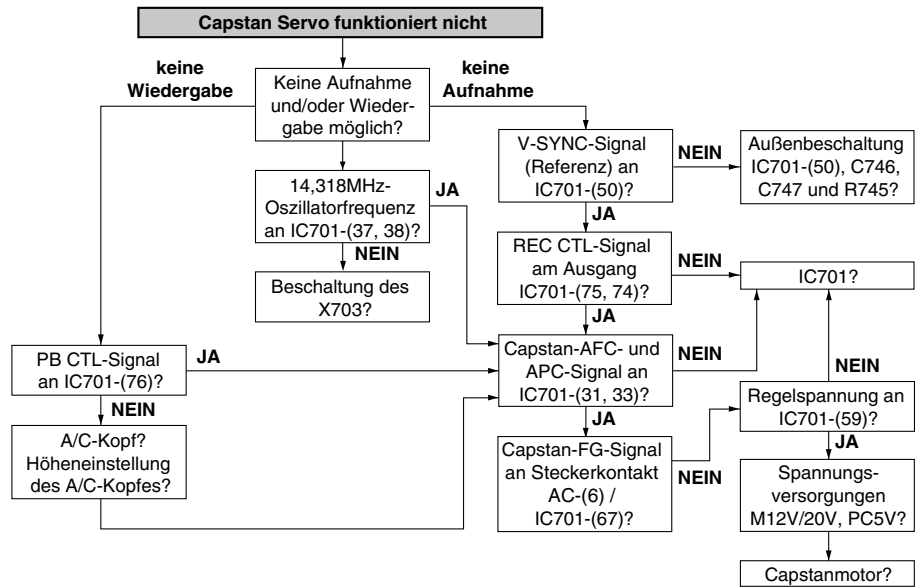 Capstan Servo funktioniert nicht
keine
Wiedergabe
Keine Aufnahme
und/oder Wieder-
gabe möglich?
keine
Aufnahme
V-SYNC-Signal
(Referenz) an
IC701-(50)?
NEIN
Außenbeschaltung
IC701-(50), C746,
C747 und R745?
14,318MHz-
Oszillatorfrequenz
an IC701-(37, 38)?
JA
JA
NEIN
Beschaltung des
X703?
REC CTL-Signal
am Ausgang
IC701-(75, 74)?
NEIN
IC701?
JA
PB CTL-Signal
an IC701-(76)?
JA
Capstan-AFC- und
APC-Signal an
IC701-(31, 33)?
NEIN
NEIN
Regelspannung an
IC701-(59)?
NEIN
A/C-Kopf?
Höheneinstellung
des A/C-Kopfes?
JA
Capstan-FG-Signal
an Steckerkontakt
AC-(6) /
IC701-(67)?
NEIN
JA
Spannungs-
versorgungen
M12V/20V, PC5V?
Capstanmotor?